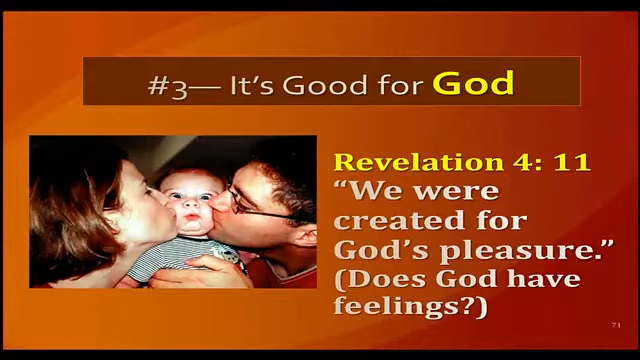 #3— It's Good for God
Revelation 4: 11
“We were
created for
God's pleasure.”
(Does God have
feelings?)
71